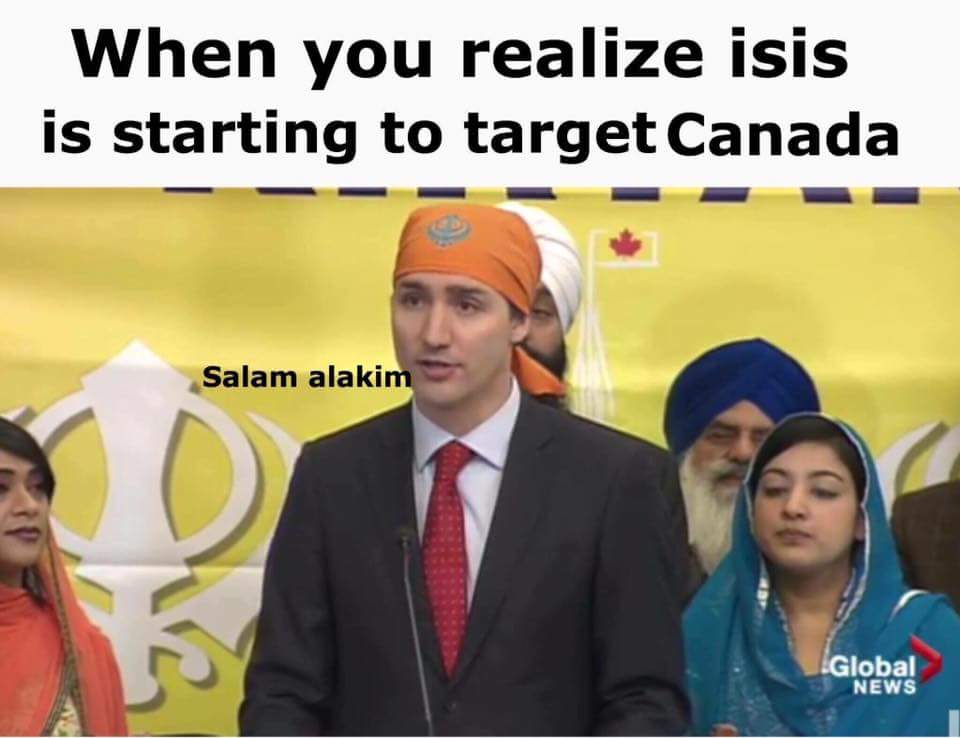 When you realize isis
is starting to target Canada
Salam alakim
Global
NEWS